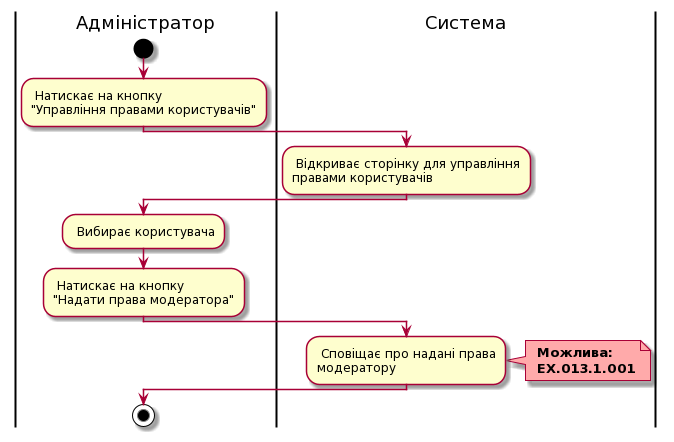 Адміністратор
Система
Натискає на кнопку
"Управління правами користувачів"
Відкриває сторінку для управління
правами користувачів
Вибирає користувача
Натискає на кнопку
"Надати права модератора"
Сповіщає про надані права
модератору
Можлива:
EX.013.1.001